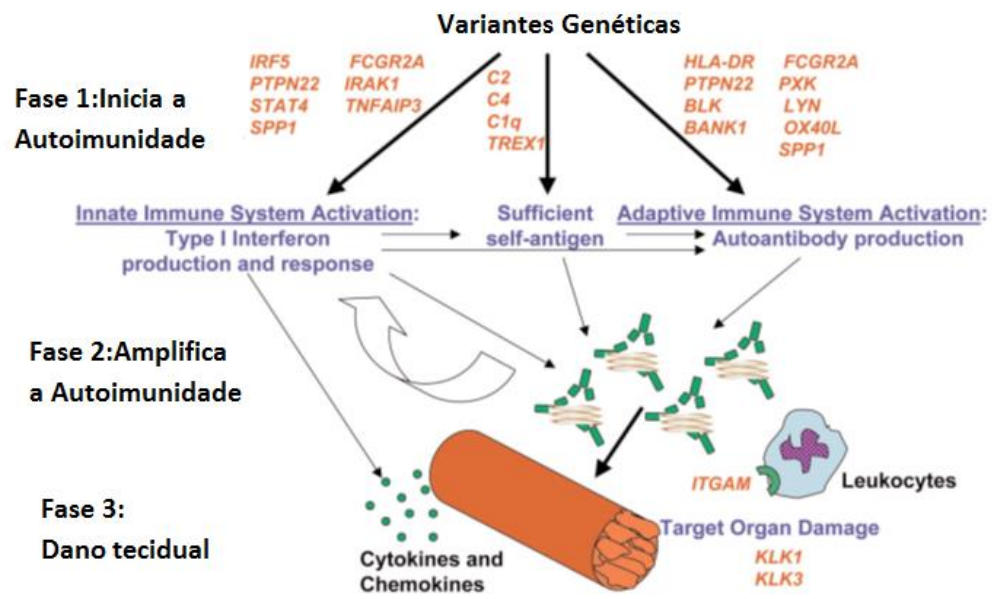 Variantes Genéticas
Fase 1:Inicia a
Autoimunidade
IRF5 FCGR2A
PTPN22 IRAK1
STAT4 TNFAIP3
SPP1
C2
C4
C1q
TREX1
HLA-DR FCGR2A
PTPN22 PXK
BLK LYN
BANK1 OX40L
SPP1
Innate Immune System Activation:
Type I Interferon
production and response
Sufficient
self-antigen
Adaptive Immune System Activation:
Autoantibody production
Fase 2:Amplifica
a Autoimunidade
ITGAM
Leukocytes
Fase 3:
Dano tecidual
Cytokines and
Chemokines
Target Organ Damage
KLK1
KLK3